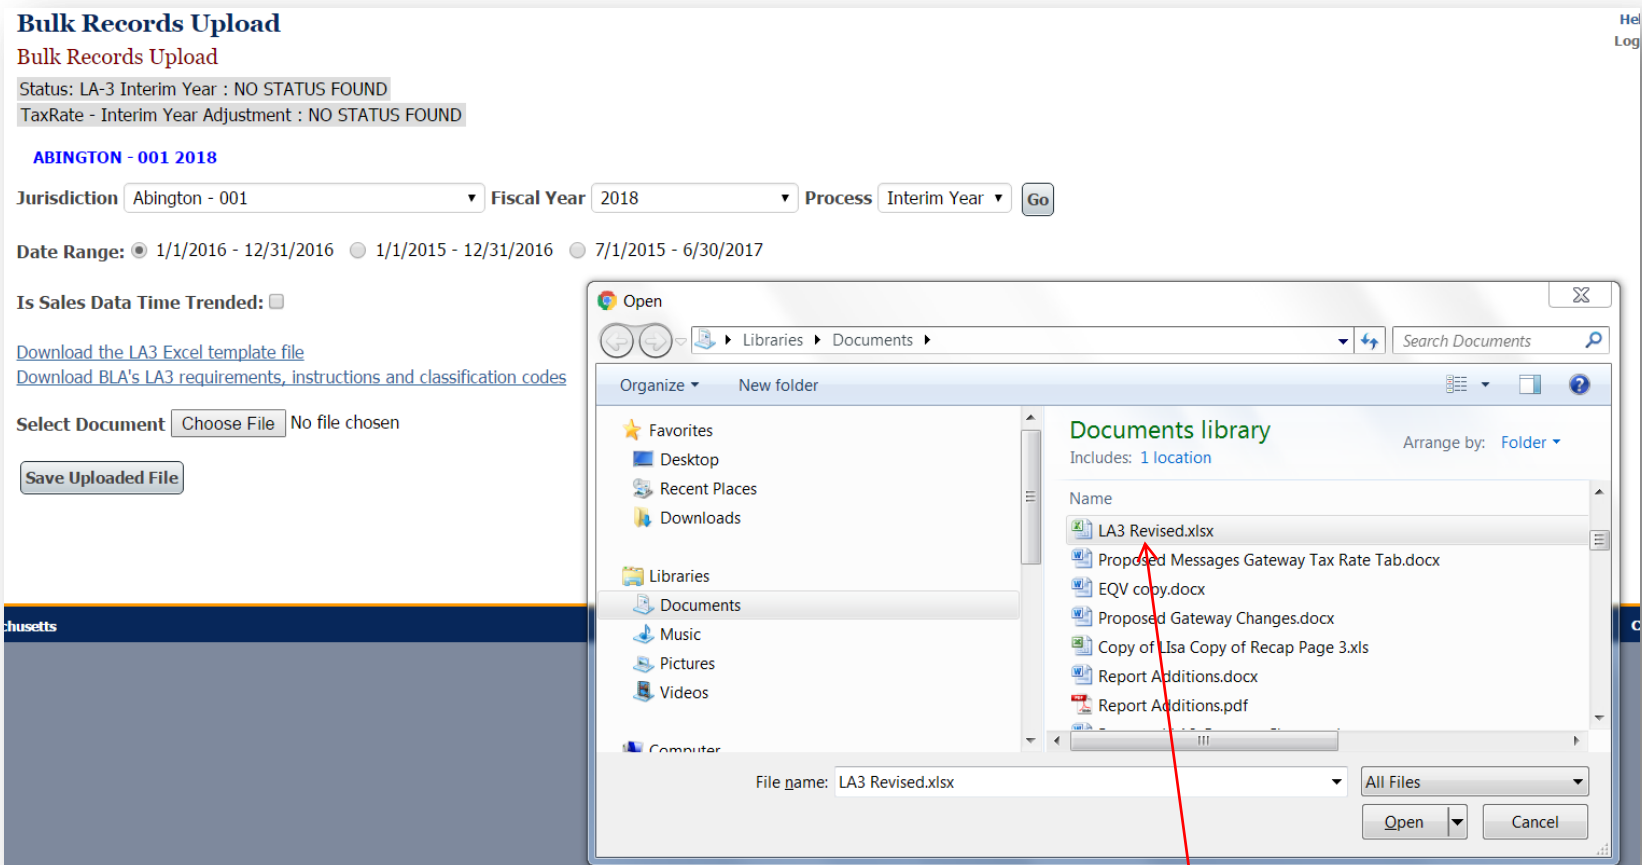 Bulk Records Upload
Hel
Log
Bulk Records Upload
Status: LA-3 Interim Year : NO STATUS FOUND
TaxRate - Interim Year Adjustment : NO STATUS FOUND
ABINGTON - 001 2018
Jurisdiction Abington - 001 Fiscal Year 2018 Process Interim Year Go
Date Range: 1/1/2016 - 12/31/2016 1/1/2015 - 12/31/2016 7/1/2015 - 6/30/2017
Is Sales Data Time Trended:
Download the LA3 Excel template file
Download BLA's LA3 requirements, instructions and classification codes
Select Document Choose File No file chosen
Save Uploaded File
chusetts
Open
Libraries Documents Search Documents
Organize New folder
Favorites
Desktop
Recent Places
Downloads
Libraries
Documents
Music
Pictures
Videos
Computer
Documents library
Includes: 1 location
Arrange by: Folder
Name
LA3 Revised.xlsx
Proposed Messages Gateway Tax Rate Tab.docx
EQV copy.docx
Proposed Gateway Changes.docx
Copy of LIsa Copy of Recap Page 3.xls
Report Additions.docx
Report Additions.pdf
File name: LA3 Revised.xlsx All Files
Open Cancel